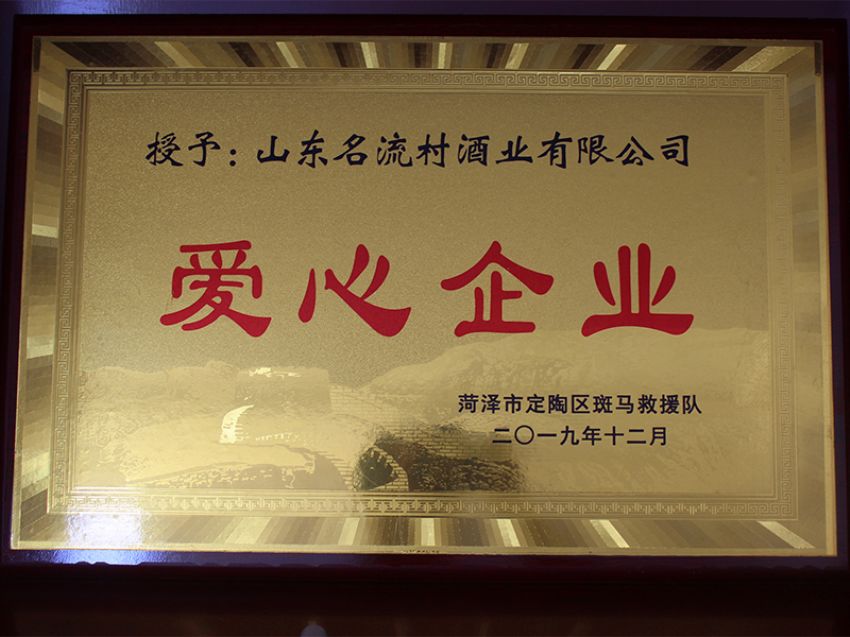 授予：山东名流村酒业有限公司
爱心企业
菏泽市定陶区斑马救援队
二〇一九年十二月